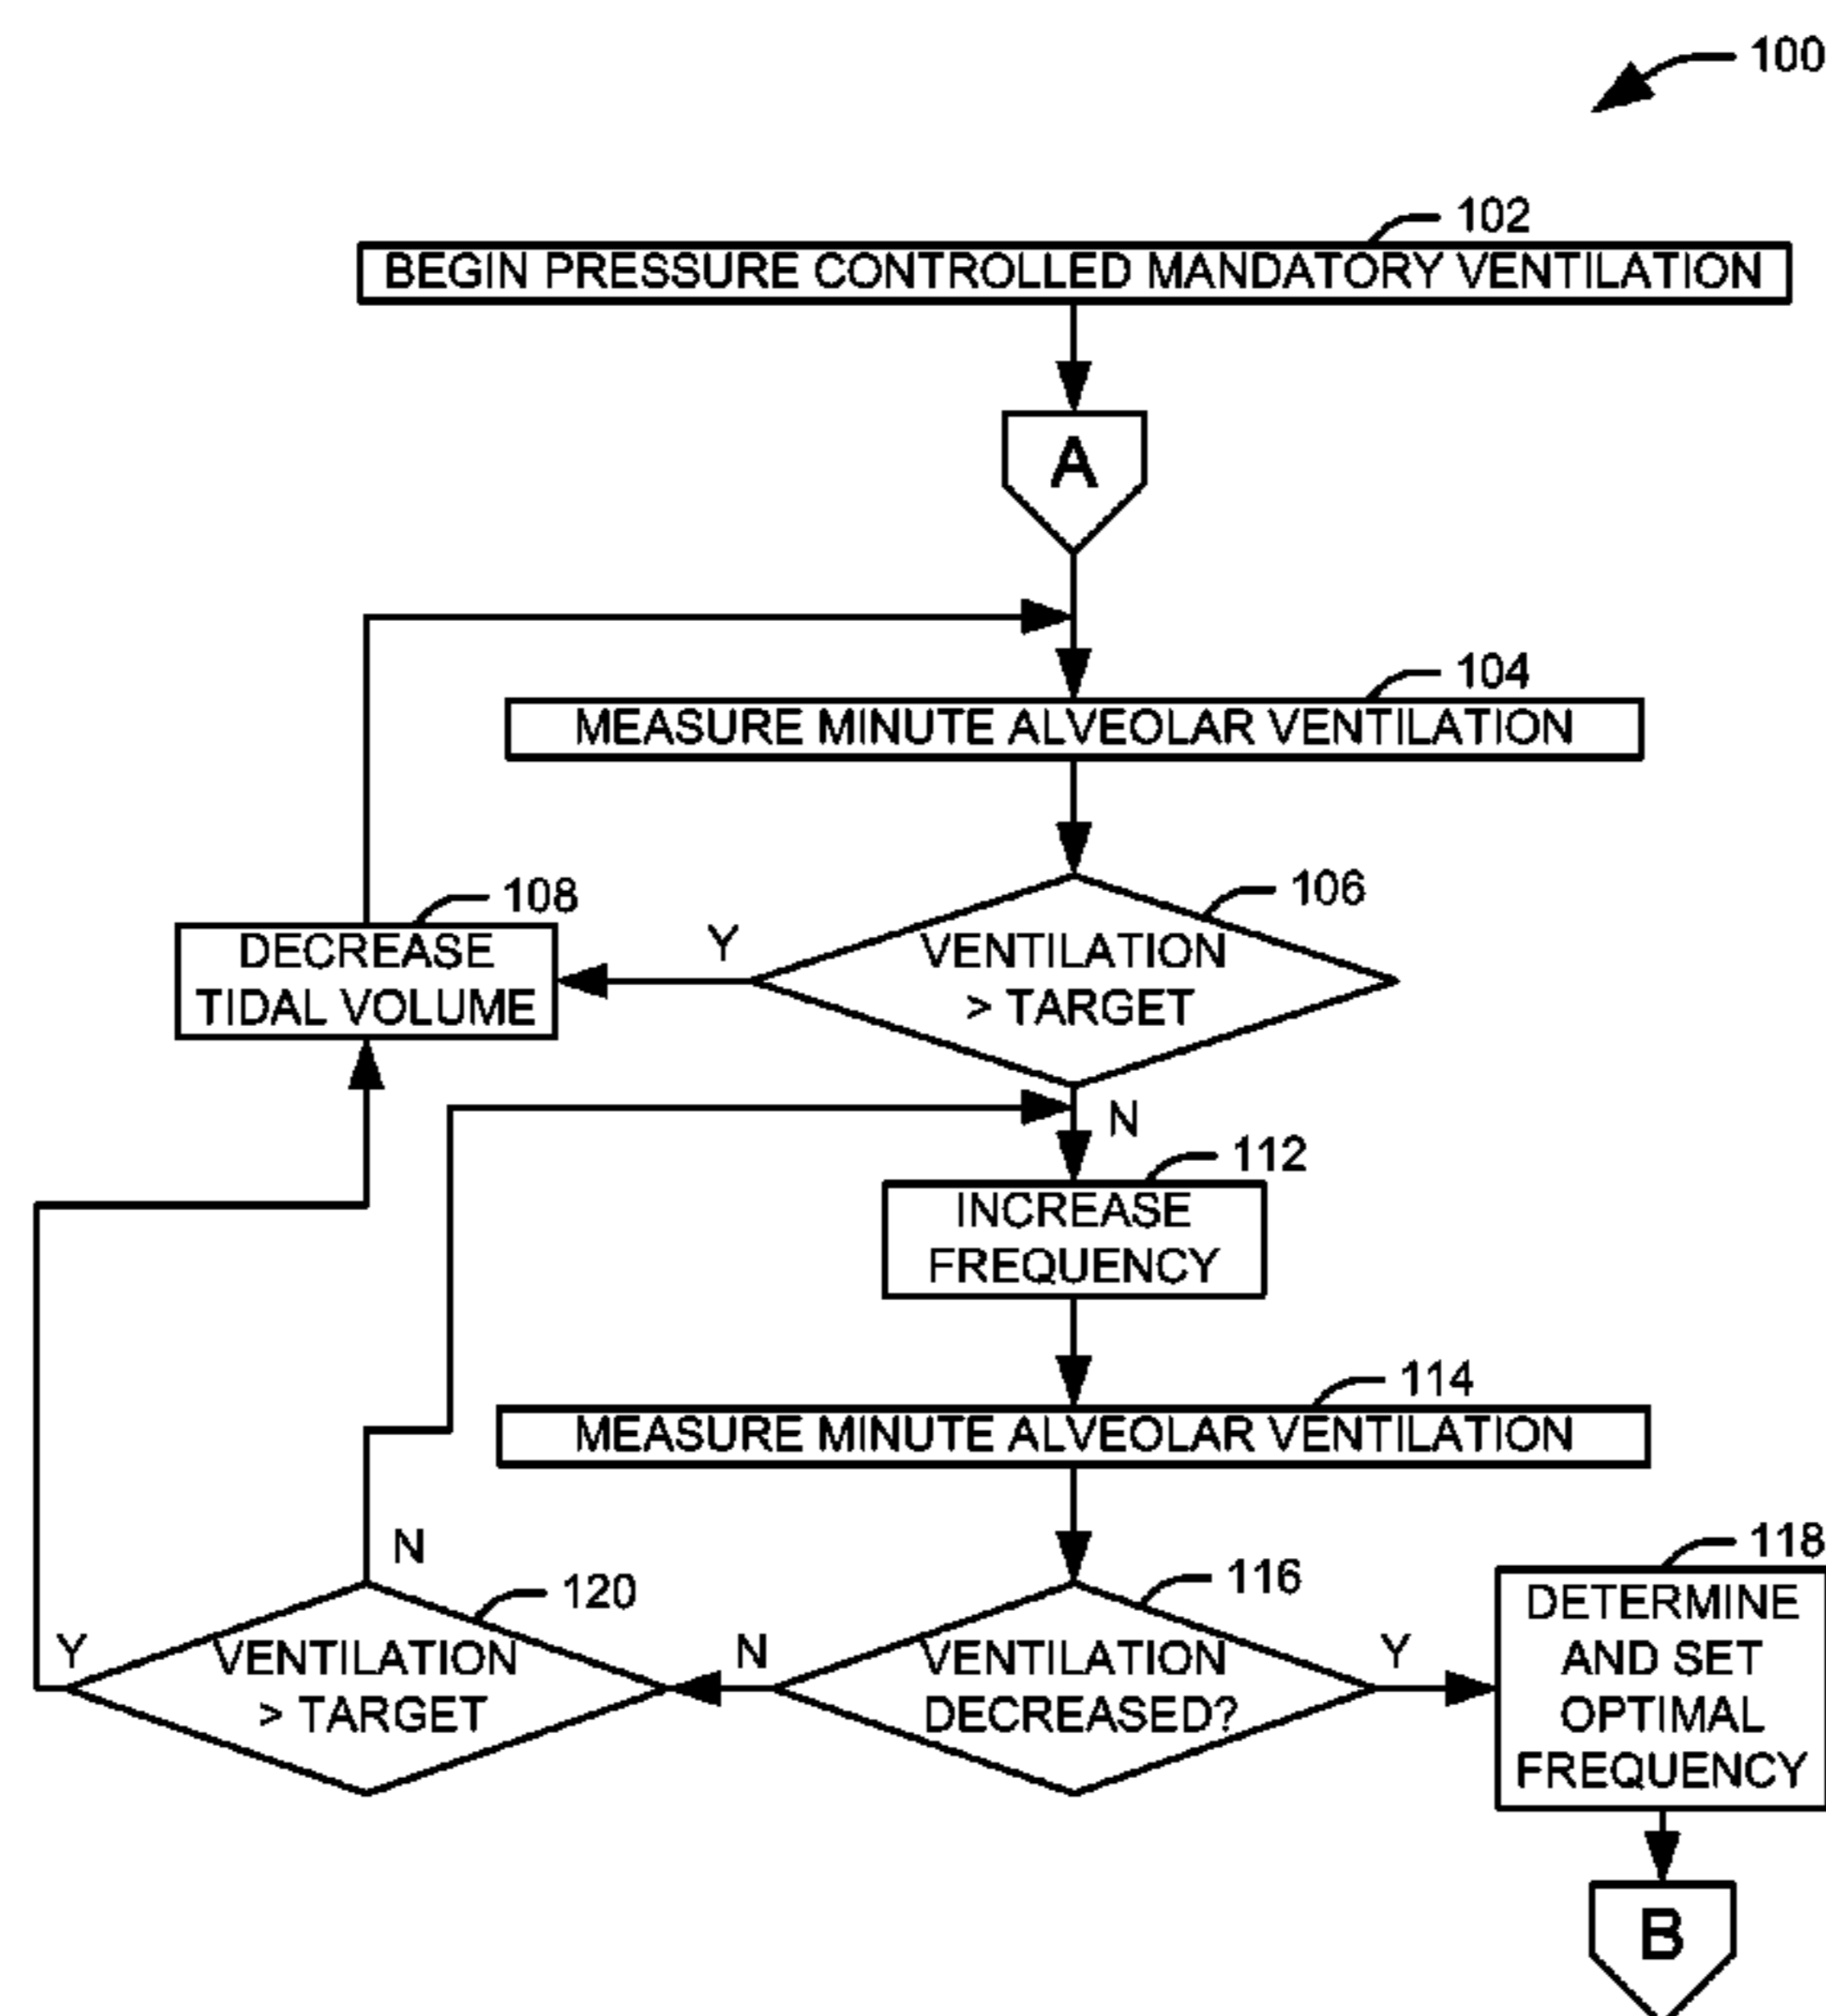 100
102
BEGIN PRESSURE CONTROLLED MANDATORY VENTILATION
A
104
MEASURE MINUTE ALVEOLAR VENTILATION
108
DECREASE
TIDAL VOLUME
Y
106
VENTILATION
> TARGET
N
112
INCREASE
FREQUENCY
114
MEASURE MINUTE ALVEOLAR VENTILATION
N
120
Y
VENTILATION
> TARGET
N
116
VENTILATION
DECREASED?
Y
118
DETERMINE
AND SET
OPTIMAL
FREQUENCY
B